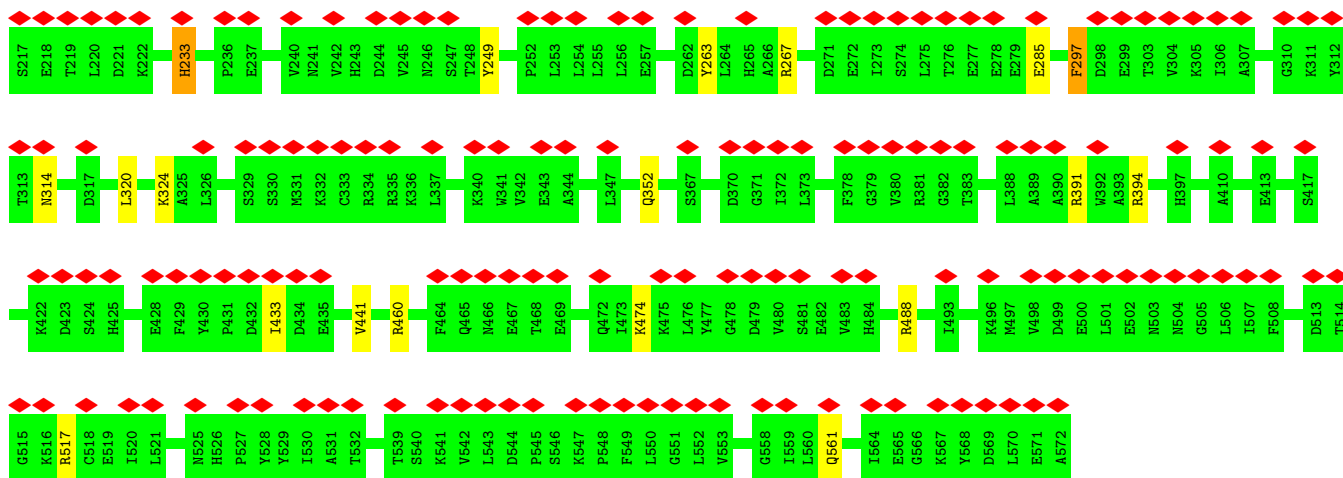 S217 E218 T219 L220 D221 K222 H233 P236 E237 V240 N241 V242 H243 D244 V245 N246 S247 T248 Y249 P252 L253 L254 L255 L256 E257 D262 Y263 L264 H265 A266 R267 D271 E272 I273 S274 L275 T276 E277 E278 E279 E285 F297 D298 E299 T303 V304 K305 I306 A307 G310 K311 Y312
T313 N314 D317 L320 K324 A325 L326 S329 S330 M331 K332 C333 R334 R335 K336 L337 K340 W341 V342 E343 A344 L347 Q352 S367 D370 G371 I372 L373 F378 G379 V380 R381 G382 T383 L388 A389 A390 R391 W392 A393 R394 H397 A410 E413 S417
K422 D423 S424 H425 E428 F429 Y430 P431 D432 I433 D434 E435 V441 R460 F464 Q465 N466 E467 T468 E469 Q472 I473 K474 K475 L476 Y477 G478 D479 V480 S481 E482 V483 H484 R488 I493 K496 M497 V498 D499 E500 L501 E502 N503 N504 G505 L506 I507 F508 D513 T514
G515 K516 R517 C518 E519 I520 L521 N525 H526 P527 Y528 Y529 I530 A531 T532 T539 S540 K541 V542 L543 D544 P545 S546 K547 P548 F549 L550 G551 L552 V553 G558 I559 L560 Q561 I564 E565 G566 K567 Y568 D569 L570 E571 A572